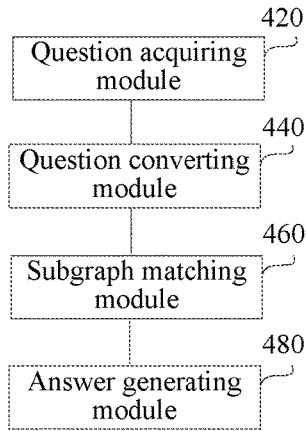 420
Question acquiring
module
440
Question converting
module
460
Subgraph matching
module
480
Answer generating
module